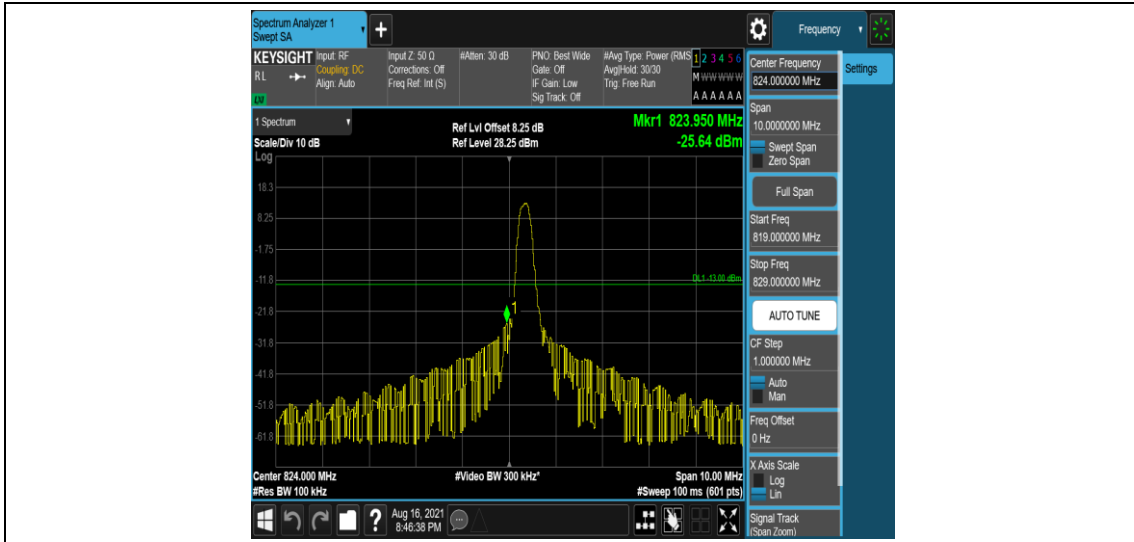 Spectrum Analyzer 1
Swept SA
Frequency
KEYSIGHT
RL
Input: RF
Coupling: DC
Align: Auto
Input Z: 50 Ω
Corrections: Off
Freq Ref: Int (S)
#Atten: 30 dB
PNO: Best Wide
Gate: Off
IF Gain: Low
Sig Track: Off
#Avg Type: Power (RMS
Avg|Hold: 30/30
Trig: Free Run
1 2 3 4 5 6
M W W W W W
A A A A A A
1 Spectrum
Scale/Div 10 dB
Log
Ref Lvl Offset 8.25 dB
Ref Level 28.25 dBm
Mkr1 823.950 MHz
-25.64 dBm
18.3
8.25
-1.75
-11.8
-21.8
-31.8
-41.8
-51.8
-61.8
DL1 -13.00 dBm
1
Center 824.000 MHz
#Res BW 100 kHz
#Video BW 300 kHz*
Span 10.00 MHz
#Sweep 100 ms (601 pts)
Aug 16, 2021
8:46:38 PM
Center Frequency
824.000000 MHz
Settings
Span
10.0000000 MHz
Swept Span
Zero Span
Full Span
Start Freq
819.000000 MHz
Stop Freq
829.000000 MHz
AUTO TUNE
CF Step
1.000000 MHz
Auto
Man
Freq Offset
0 Hz
X Axis Scale
Log
Lin
Signal Track
(Span Zoom)